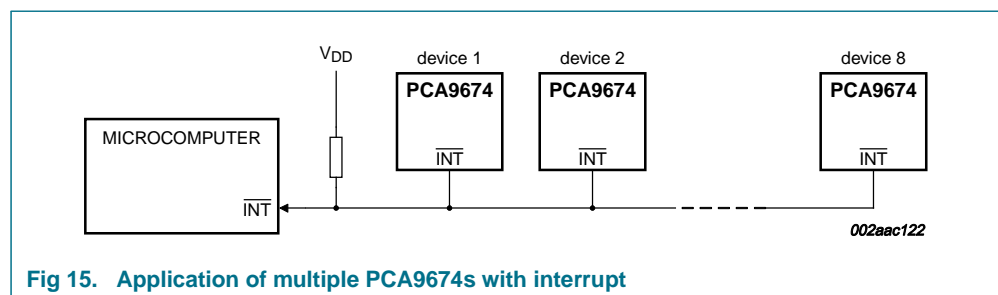 V_DD
device 1
device 2
device 8
PCA9674
PCA9674
PCA9674
MICROCOMPUTER
INT
INT
INT
INT
002aac122
Fig 15. Application of multiple PCA9674s with interrupt